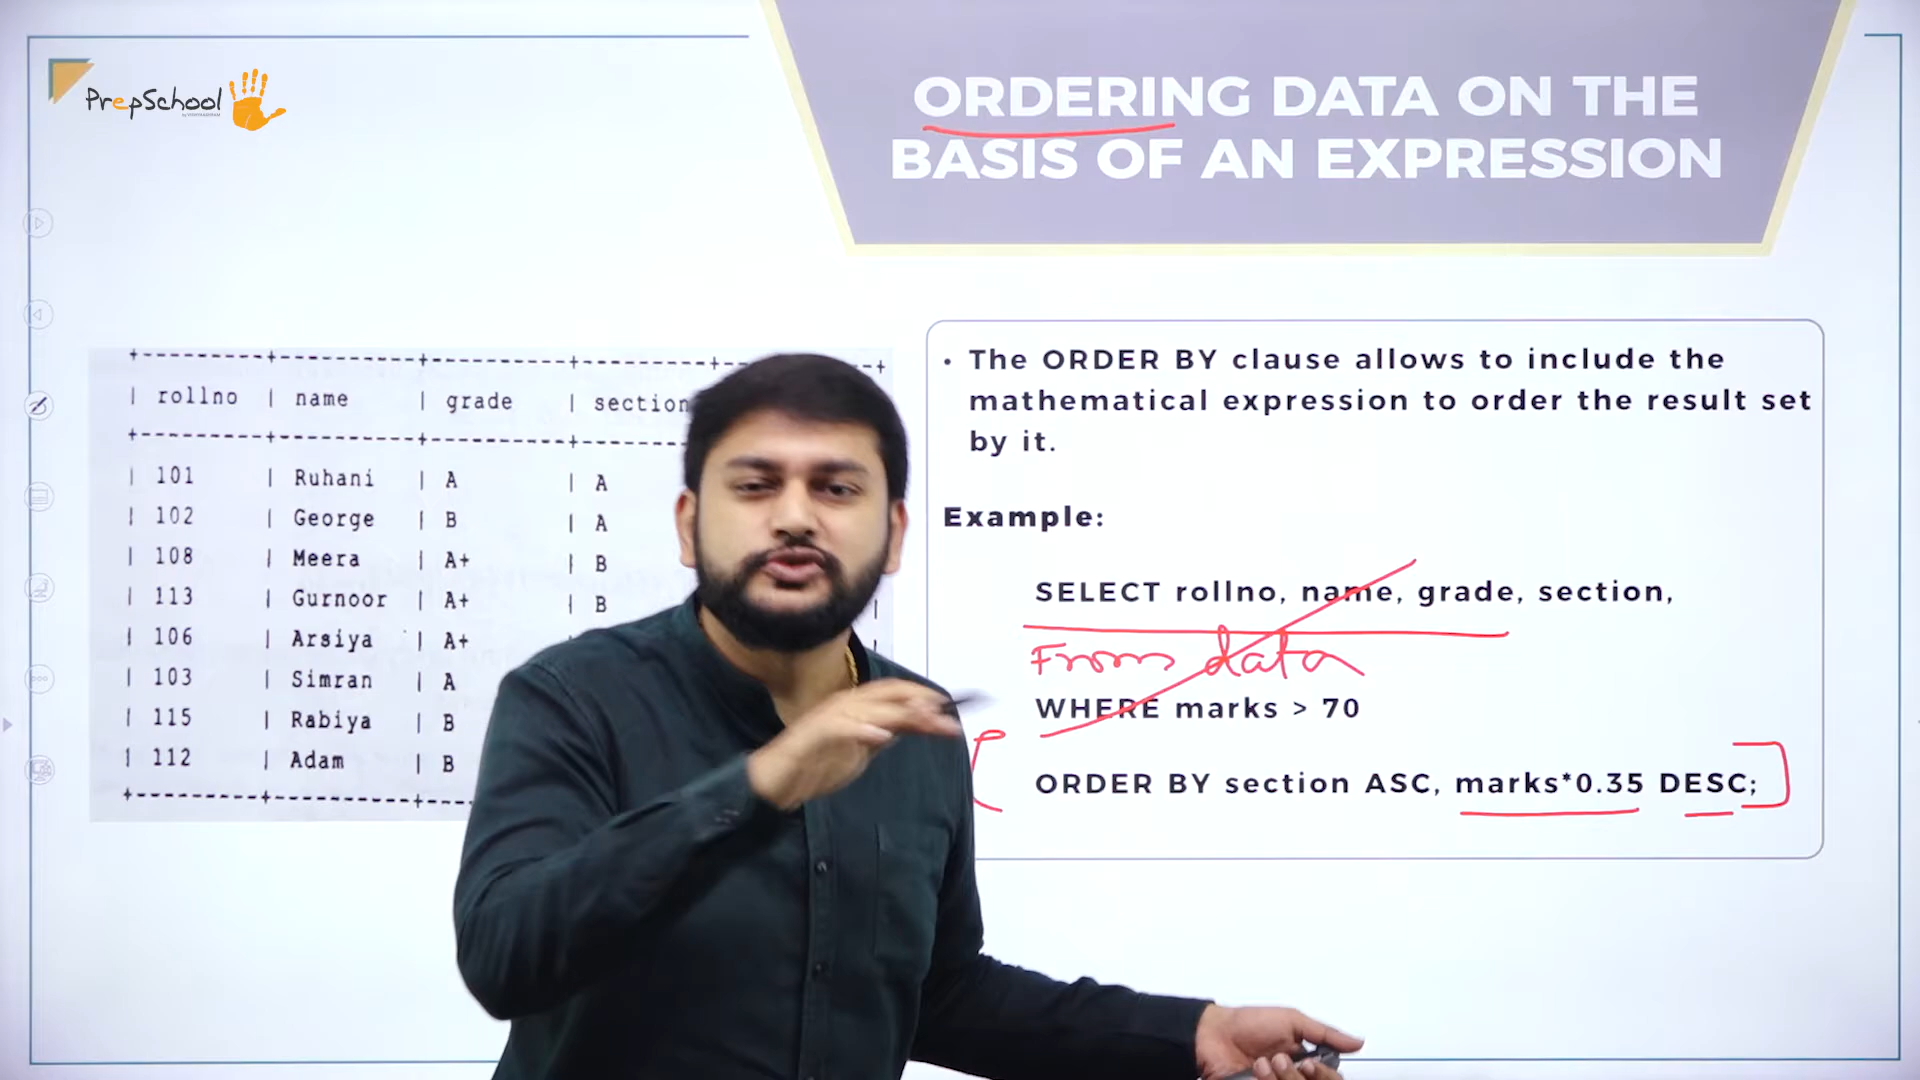 PrepSchool
ORDERING DATA ON THE
BASIS OF AN EXPRESSION
| rollno | name | grade | section
| 101 | Ruhani | A | A
| 102 | George | B | A
| 108 | Meera | A+ | B
| 113 | Gurnoor | A+ | B
| 106 | Arsiya | A+
| 103 | Simran | A
| 115 | Rabiya | B
| 112 | Adam | B
• The ORDER BY clause allows to include the
mathematical expression to order the result set
by it.
Example:
SELECT rollno, name, grade, section,
From data
WHERE marks > 70
ORDER BY section ASC, marks*0.35 DESC;